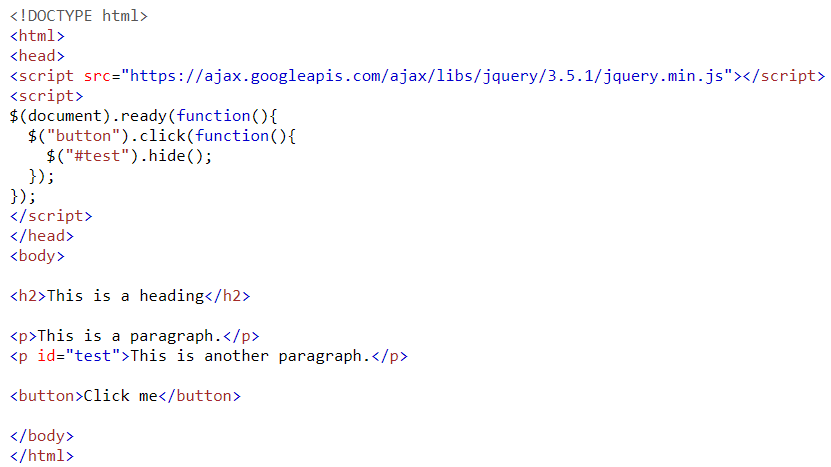 <!DOCTYPE html>
<html>
<head>
<script src="https://ajax.googleapis.com/ajax/libs/jquery/3.5.1/jquery.min.js"></script>
<script>
$(document).ready(function(){
  $("button").click(function(){
    $("#test").hide();
  });
});
</script>
</head>
<body>

<h2>This is a heading</h2>

<p>This is a paragraph.</p>
<p id="test">This is another paragraph.</p>

<button>Click me</button>

</body>
</html>